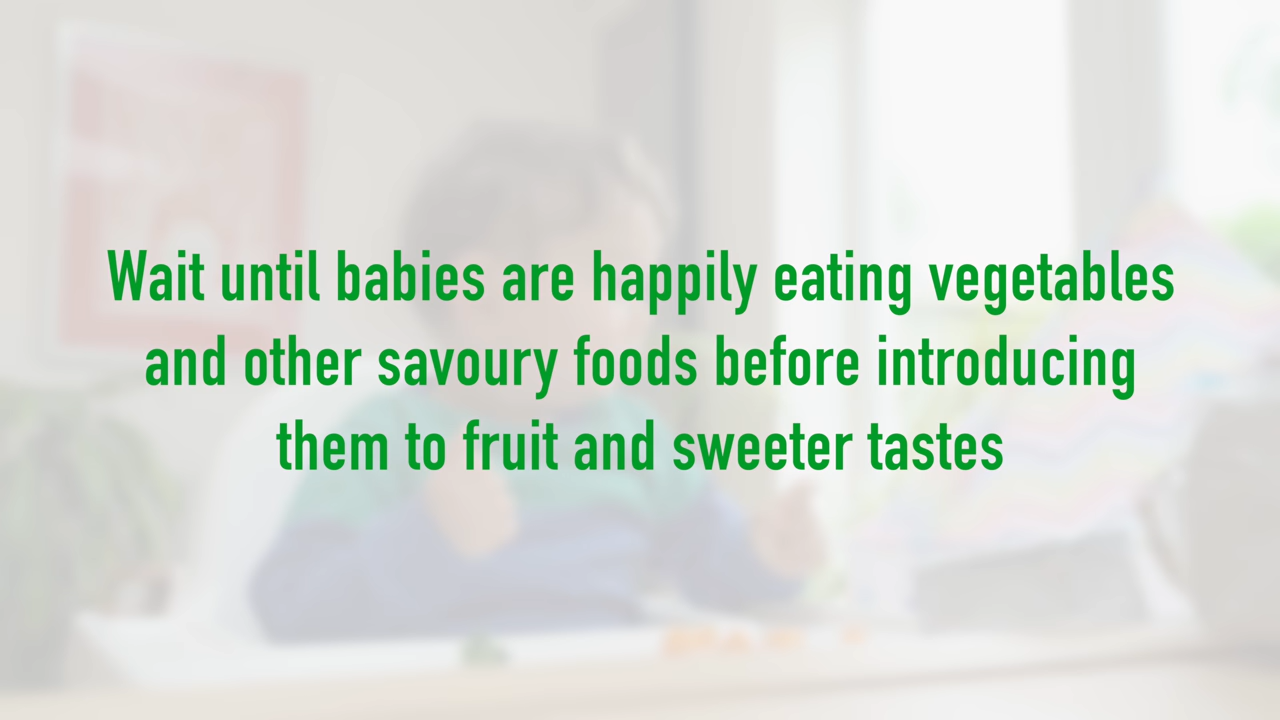 Wait until babies are happily eating vegetables
and other savoury foods before introducing
them to fruit and sweeter tastes